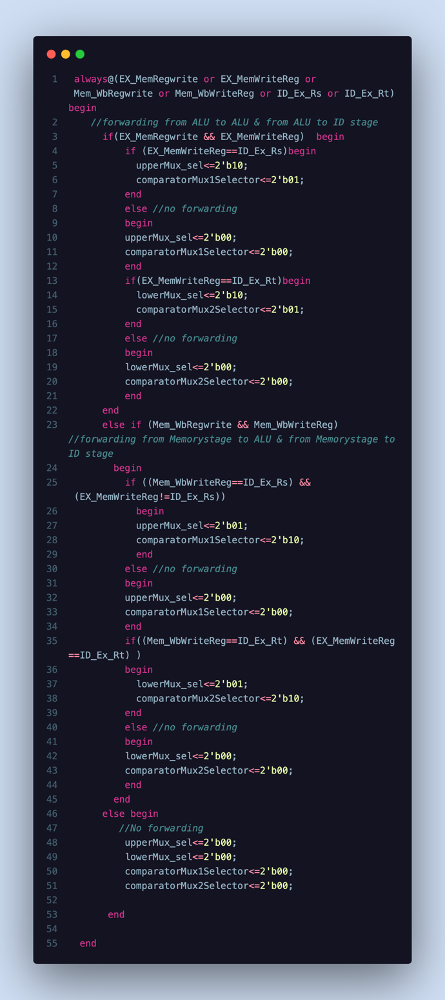 1 always@(EX_MemRegwrite or EX_MemWriteReg or
Mem_WbRegwrite or Mem_WbWriteReg or ID_Ex_Rs or ID_Ex_Rt)
begin
2 //forwarding from ALU to ALU & from ALU to ID stage
3 if(EX_MemRegwrite && EX_MemWriteReg)  begin
4 if (EX_MemWriteReg==ID_Ex_Rs)begin
5 upperMux_sel<=2'b10;
6 comparatorMux1Selector<=2'b01;
7 end
8 else //no forwarding
9 begin
10 upperMux_sel<=2'b00;
11 comparatorMux1Selector<=2'b00;
12 end
13 if(EX_MemWriteReg==ID_Ex_Rt)begin
14 lowerMux_sel<=2'b10;
15 comparatorMux2Selector<=2'b01;
16 end
17 else //no forwarding
18 begin
19 lowerMux_sel<=2'b00;
20 comparatorMux2Selector<=2'b00;
21 end
22 end
23 else if (Mem_WbRegwrite && Mem_WbWriteReg)
//forwarding from Memorystage to ALU & from Memorystage to
ID stage
24 begin
25 if ((Mem_WbWriteReg==ID_Ex_Rs) &&
(EX_MemWriteReg!=ID_Ex_Rs))
26 begin
27 upperMux_sel<=2'b01;
28 comparatorMux1Selector<=2'b10;
29 end
30 else //no forwarding
31 begin
32 upperMux_sel<=2'b00;
33 comparatorMux1Selector<=2'b00;
34 end
35 if((Mem_WbWriteReg==ID_Ex_Rt) && (EX_MemWriteReg
==ID_Ex_Rt) )
36 begin
37 lowerMux_sel<=2'b01;
38 comparatorMux2Selector<=2'b10;
39 end
40 else //no forwarding
41 begin
42 lowerMux_sel<=2'b00;
43 comparatorMux2Selector<=2'b00;
44 end
45 end
46 else begin
47 //No forwarding
48 upperMux_sel<=2'b00;
49 lowerMux_sel<=2'b00;
50 comparatorMux1Selector<=2'b00;
51 comparatorMux2Selector<=2'b00;
52
53 end
54
55 end